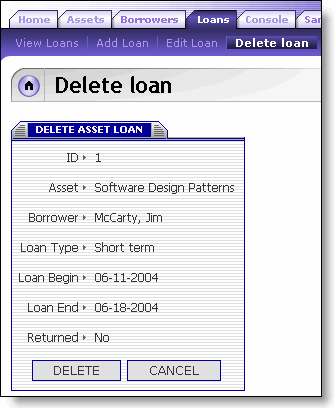 Home Assets Borrowers Loans Console
View Loans Add Loan Edit Loan Delete loan
Delete loan
DELETE ASSET LOAN
ID 1
Asset Software Design Patterns
Borrower McCarty, Jim
Loan Type Short term
Loan Begin 06-11-2004
Loan End 06-18-2004
Returned No
DELETE CANCEL